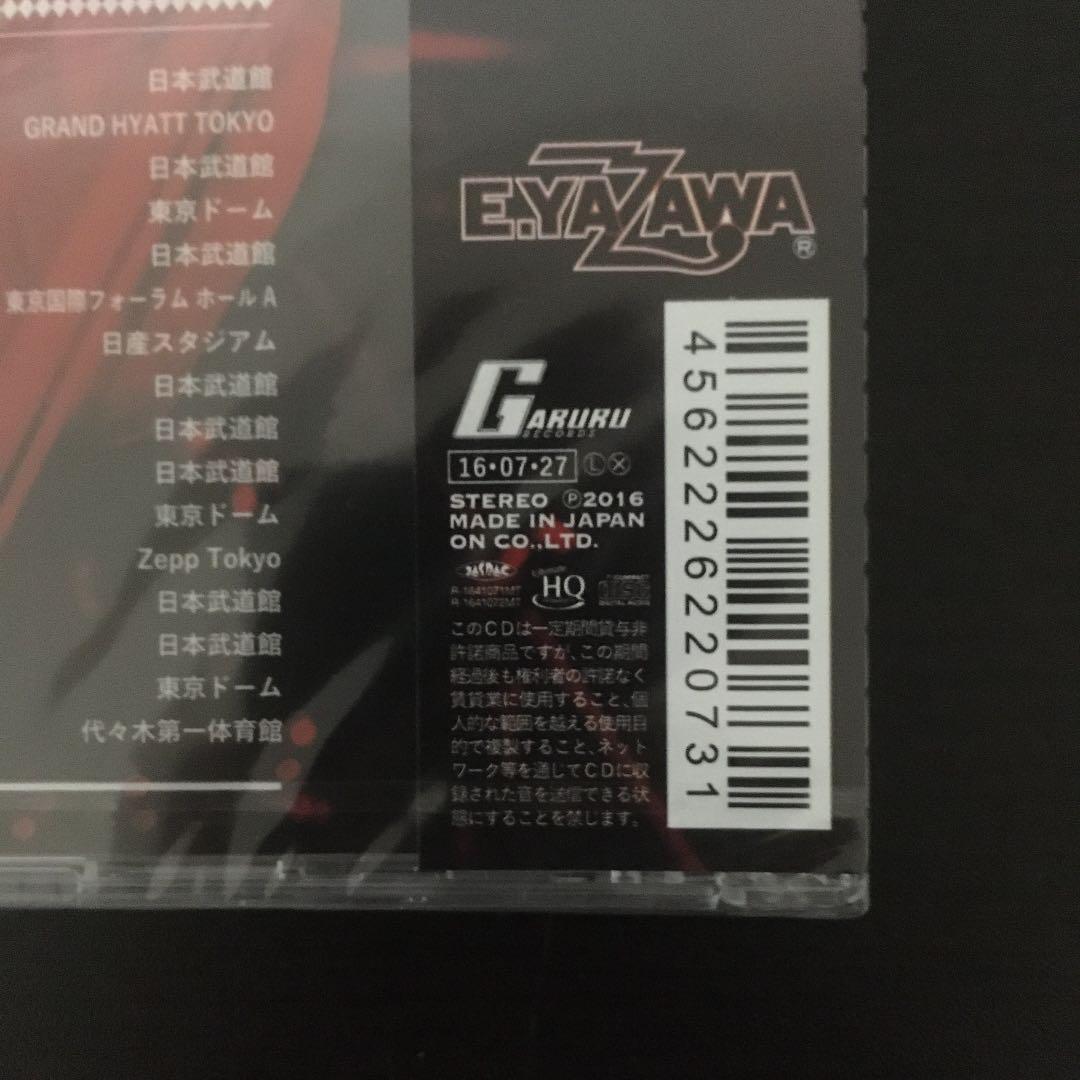 日本武道館
GRAND HYATT TOKYO
日本武道館
東京ドーム
日本武道館
東京国際フォーラム ホールA
日産スタジアム
日本武道館
日本武道館
日本武道館
東京ドーム
Zepp Tokyo
日本武道館
日本武道館
東京ドーム
代々木第一体育館
E.YAZAWA®
GARURU
RECORDS
16・07・27 Ⓛ Ⓧ
STEREO ℗2016
MADE IN JAPAN
ON CO.,LTD.
JASRAC
R-1641071MT
R-1641072MT
HQ
COMPACT
disc
DIGITAL AUDIO
このCDは一定期間貸与非
許諾商品ですが、この期間
経過後も権利者の許諾なく
賃貸業に使用すること、個
人的な範囲を越える使用目
的で複製すること、ネット
ワーク等を通じてCDに収
録された音を送信できる状
態にすることを禁じます。
4562226220731